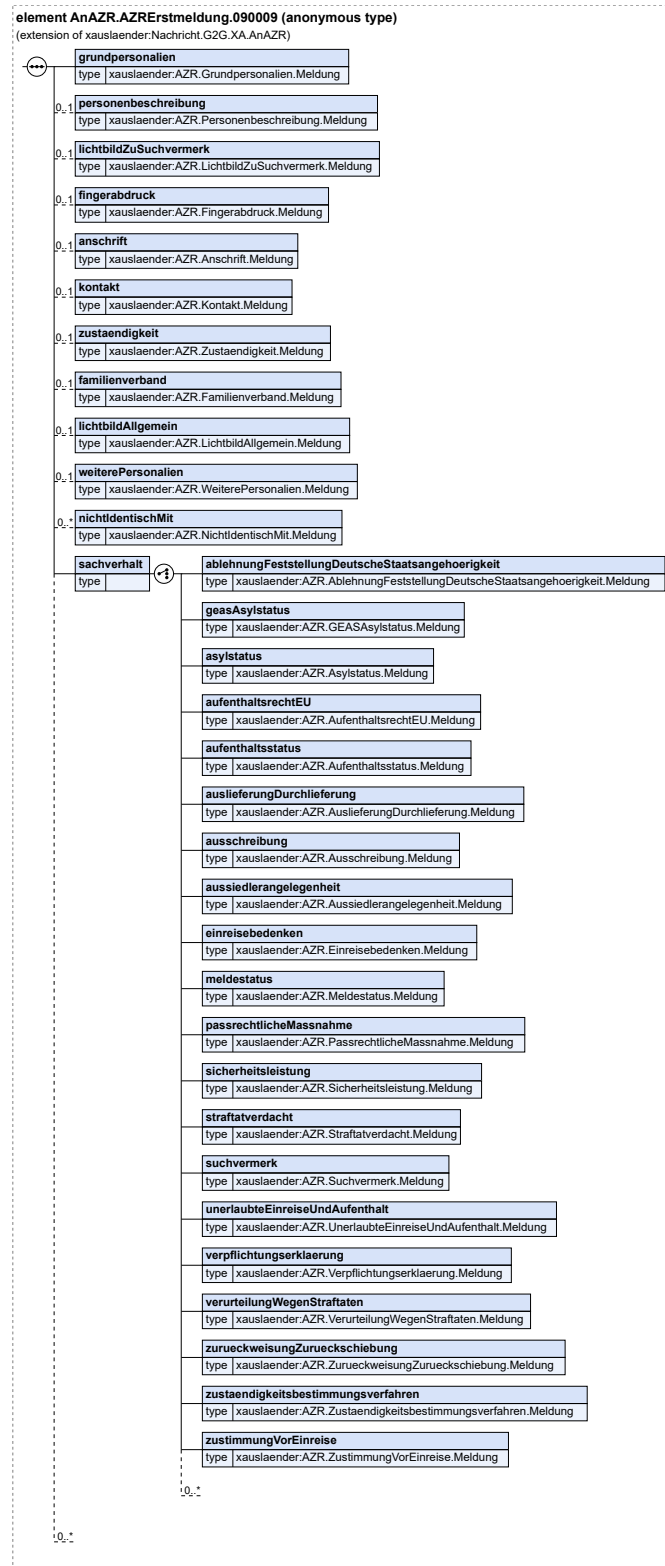 element AnAZR.AZRErstmeldung.090009 (anonymous type)
(extension of xauslaender:Nachricht.G2G.XA.AnAZR)
grundpersonalien
type xauslaender:AZR.Grundpersonalien.Meldung
0..1 personenbeschreibung
type xauslaender:AZR.Personenbeschreibung.Meldung
0..1 lichtbildZuSuchvermerk
type xauslaender:AZR.LichtbildZuSuchvermerk.Meldung
0..1 fingerabdruck
type xauslaender:AZR.Fingerabdruck.Meldung
0..1 anschrift
type xauslaender:AZR.Anschrift.Meldung
0..1 kontakt
type xauslaender:AZR.Kontakt.Meldung
0..1 zustaendigkeit
type xauslaender:AZR.Zustaendigkeit.Meldung
0..1 familienverband
type xauslaender:AZR.Familienverband.Meldung
0..1 lichtbildAllgemein
type xauslaender:AZR.LichtbildAllgemein.Meldung
0..1 weiterePersonalien
type xauslaender:AZR.WeiterePersonalien.Meldung
0..* nichtIdentischMit
type xauslaender:AZR.NichtIdentischMit.Meldung
sachverhalt
type
ablehnungFeststellungDeutscheStaatsangehoerigkeit
type xauslaender:AZR.AblehnungFeststellungDeutscheStaatsangehoerigkeit.Meldung
geasAsylstatus
type xauslaender:AZR.GEASAsylstatus.Meldung
asylstatus
type xauslaender:AZR.Asylstatus.Meldung
aufenthaltsrechtEU
type xauslaender:AZR.AufenthaltsrechtEU.Meldung
aufenthaltsstatus
type xauslaender:AZR.Aufenthaltsstatus.Meldung
auslieferungDurchlieferung
type xauslaender:AZR.AuslieferungDurchlieferung.Meldung
ausschreibung
type xauslaender:AZR.Ausschreibung.Meldung
aussiedlerangelegenheit
type xauslaender:AZR.Aussiedlerangelegenheit.Meldung
einreisebedenken
type xauslaender:AZR.Einreisebedenken.Meldung
meldestatus
type xauslaender:AZR.Meldestatus.Meldung
passrechtlicheMassnahme
type xauslaender:AZR.PassrechtlicheMassnahme.Meldung
sicherheitsleistung
type xauslaender:AZR.Sicherheitsleistung.Meldung
straftatverdacht
type xauslaender:AZR.Straftatverdacht.Meldung
suchvermerk
type xauslaender:AZR.Suchvermerk.Meldung
unerlaubteEinreiseUndAufenthalt
type xauslaender:AZR.UnerlaubteEinreiseUndAufenthalt.Meldung
verpflichtungserklaerung
type xauslaender:AZR.Verpflichtungserklaerung.Meldung
verurteilungWegenStraftaten
type xauslaender:AZR.VerurteilungWegenStraftaten.Meldung
zurueckweisungZurueckschiebung
type xauslaender:AZR.ZurueckweisungZurueckschiebung.Meldung
zustaendigkeitsbestimmungsverfahren
type xauslaender:AZR.Zustaendigkeitsbestimmungsverfahren.Meldung
zustimmungVorEinreise
type xauslaender:AZR.ZustimmungVorEinreise.Meldung
0..*
0..*